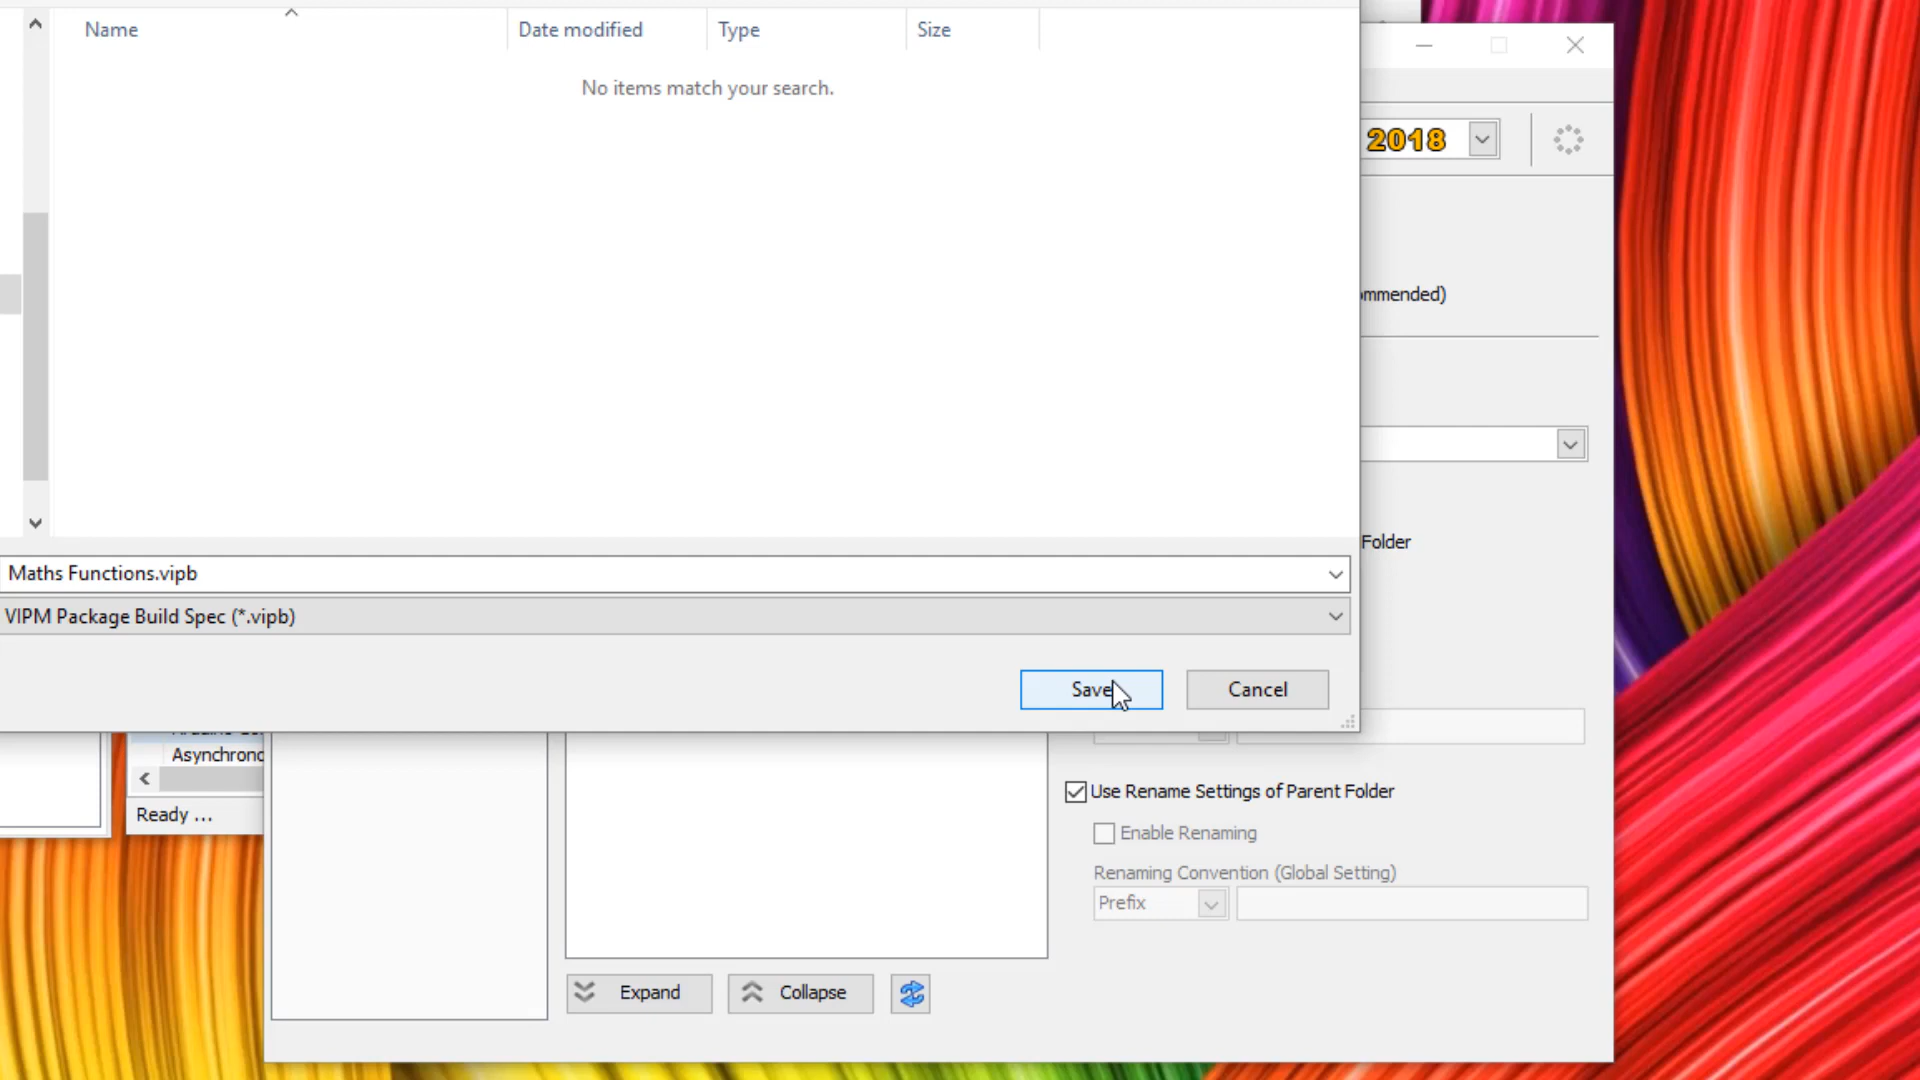 Name
Date modified
Type
Size
No items match your search.
2018
ommended)
Folder
Maths Functions.vipb
VIPM Package Build Spec (*.vipb)
Save
Cancel
Asynchrono
Ready ...
Use Rename Settings of Parent Folder
Enable Renaming
Renaming Convention (Global Setting)
Prefix
Expand
Collapse